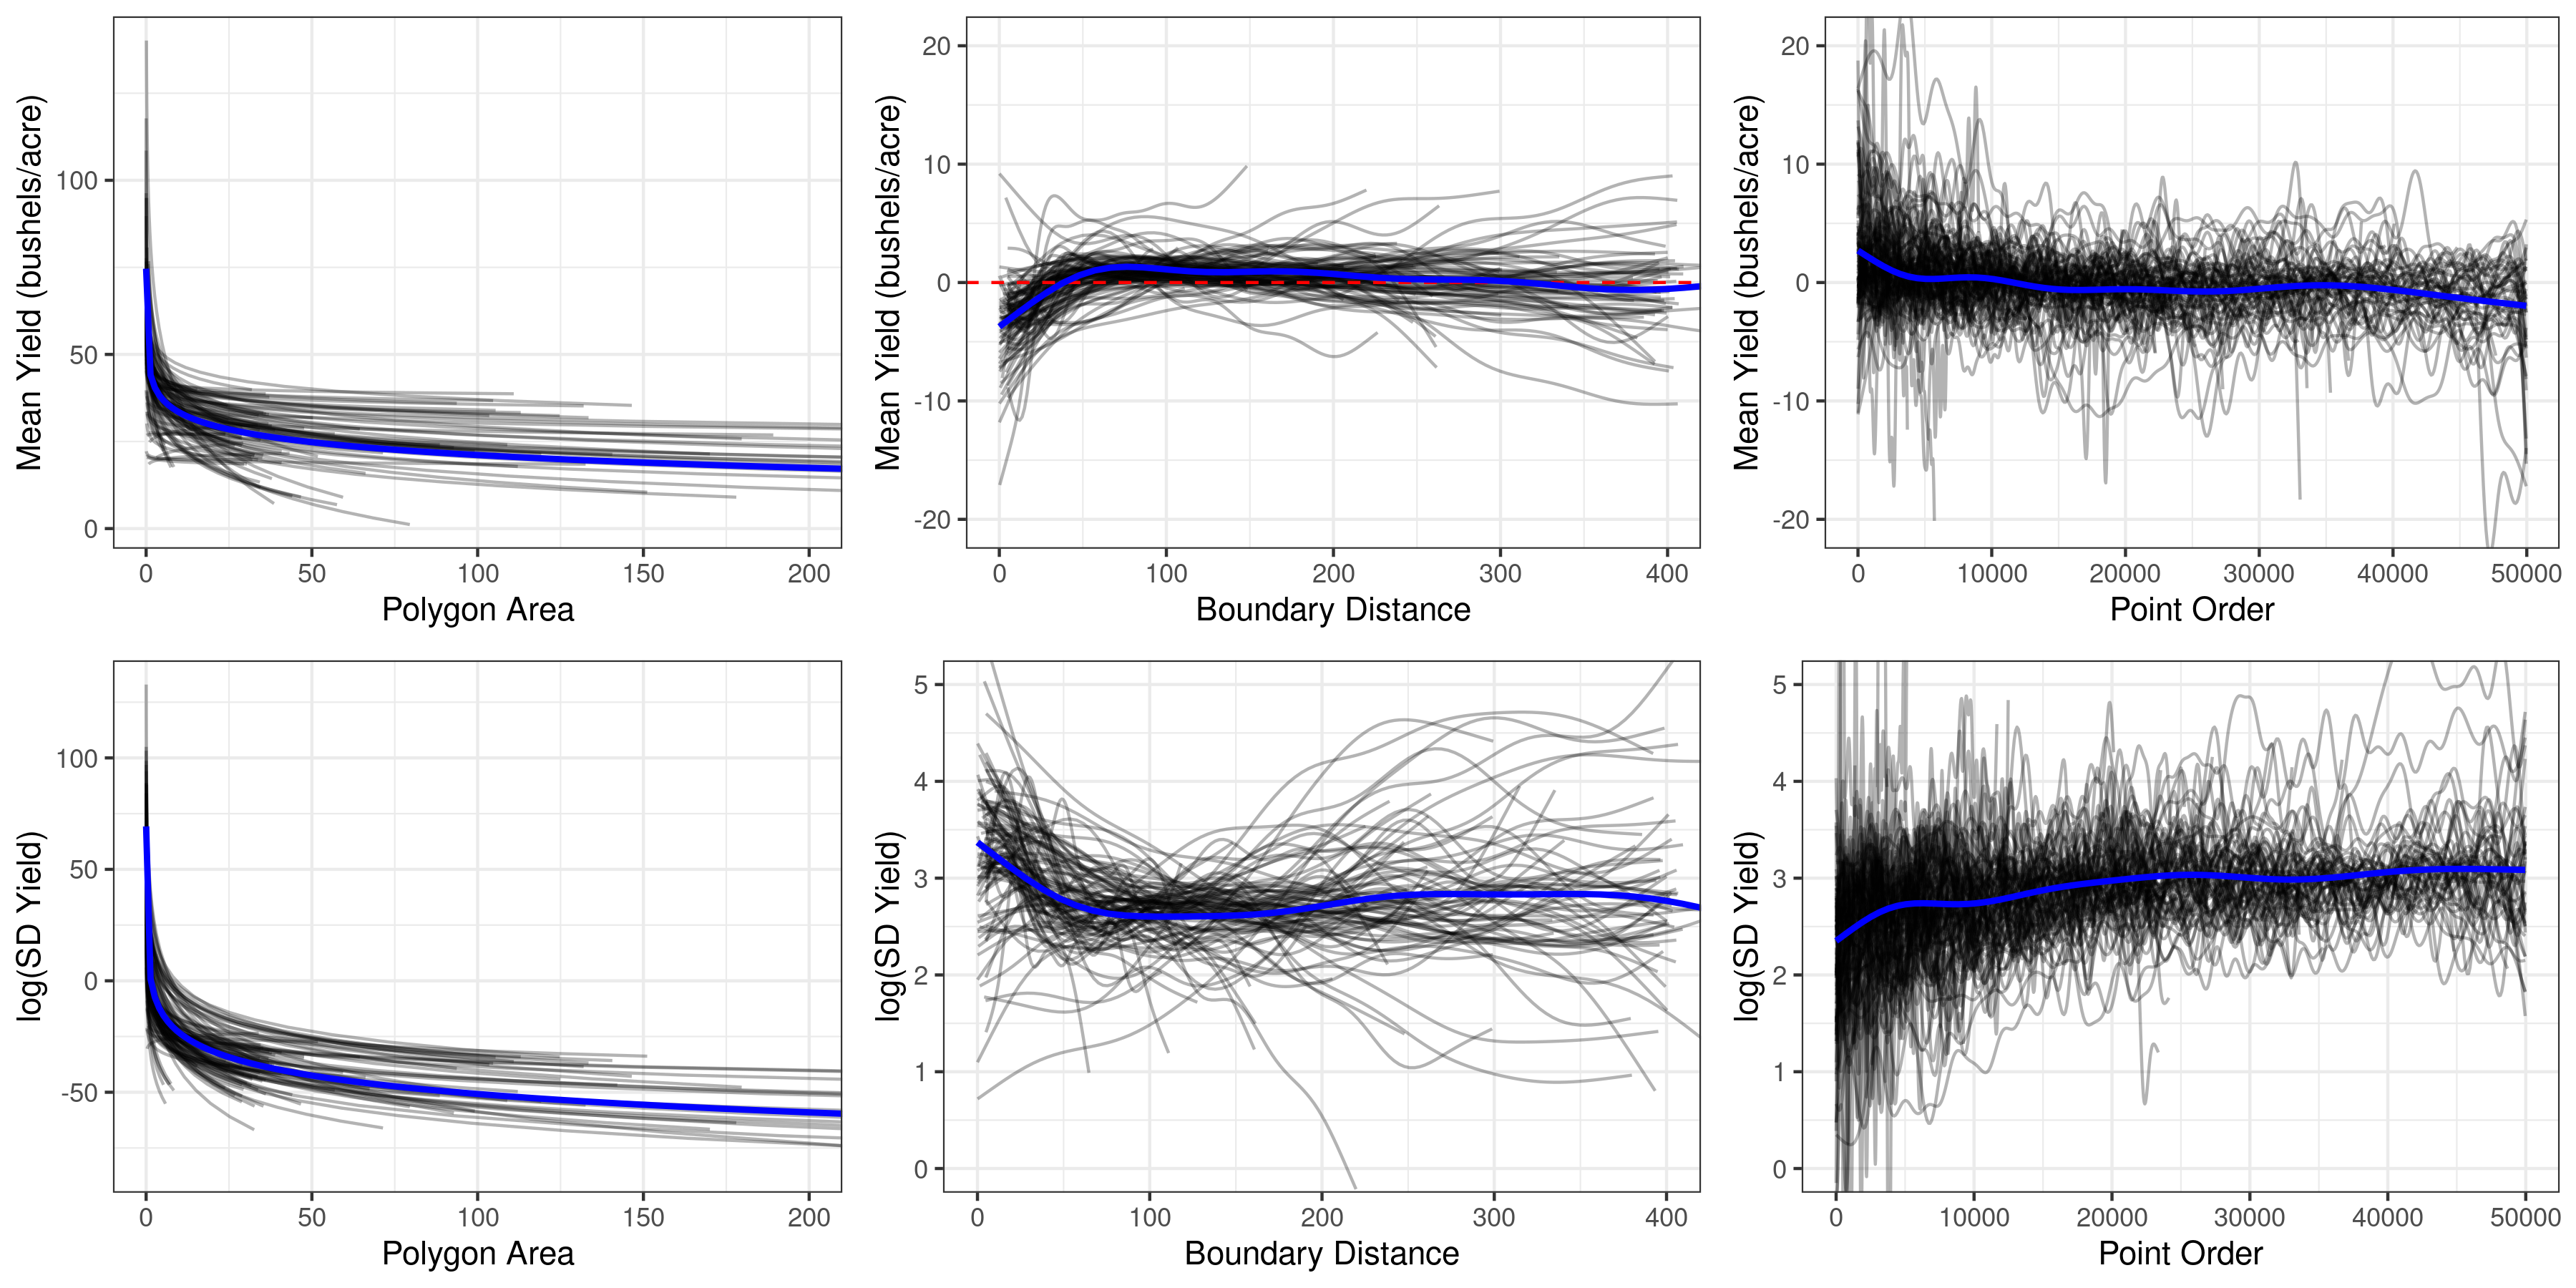 Mean Yield (bushels/acre)
100
50
0
0 50 100 150 200
Polygon Area
Mean Yield (bushels/acre)
20
10
0
-10
-20
0 100 200 300 400
Boundary Distance
Mean Yield (bushels/acre)
20
10
0
-10
-20
0 10000 20000 30000 40000 50000
Point Order
log(SD Yield)
100
50
0
-50
0 50 100 150 200
Polygon Area
log(SD Yield)
5
4
3
2
1
0
0 100 200 300 400
Boundary Distance
log(SD Yield)
5
4
3
2
1
0
0 10000 20000 30000 40000 50000
Point Order